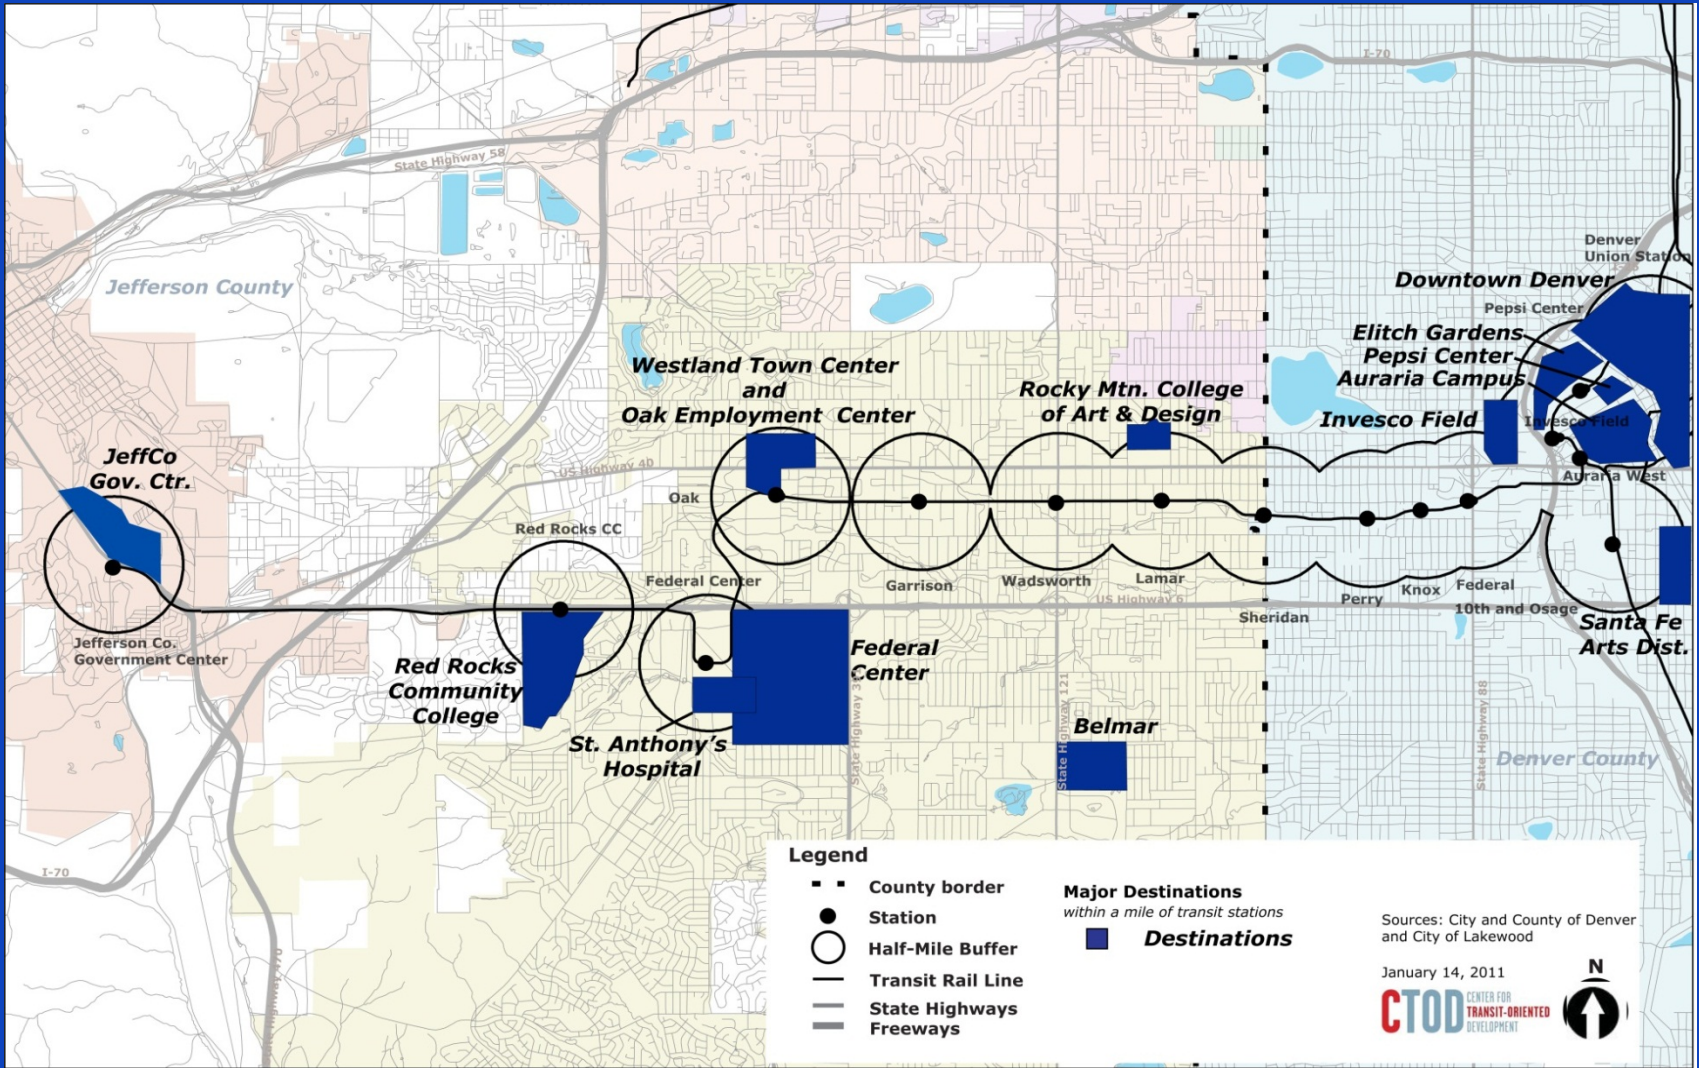 I-70
State Highway 58
Denver
Union Station
Jefferson County
Downtown Denver
Pepsi Center
Elitch Gardens
Pepsi Center
Auraria Campus
Westland Town Center
and
Oak Employment Center
Rocky Mtn. College
of Art & Design
Invesco Field
Invesco Field
JeffCo
Gov. Ctr.
US Highway 40
Oak
Auraria West
Red Rocks CC
Federal Center
Garrison
Wadsworth
Lamar
US Highway 6
Sheridan
Perry
Knox
Federal
10th and Osage
Santa Fe
Arts Dist.
Jefferson Co.
Government Center
Red Rocks
Community
College
Federal
Center
St. Anthony's
Hospital
State Highway
State Highway 121
State Highway 88
Belmar
Denver County
I-70
Highway 470
Legend
County border
Station
Half-Mile Buffer
Transit Rail Line
State Highways
Freeways
Major Destinations
within a mile of transit stations
Destinations
Sources: City and County of Denver
and City of Lakewood
January 14, 2011
CTOD CENTER FOR
TRANSIT-ORIENTED
DEVELOPMENT
N